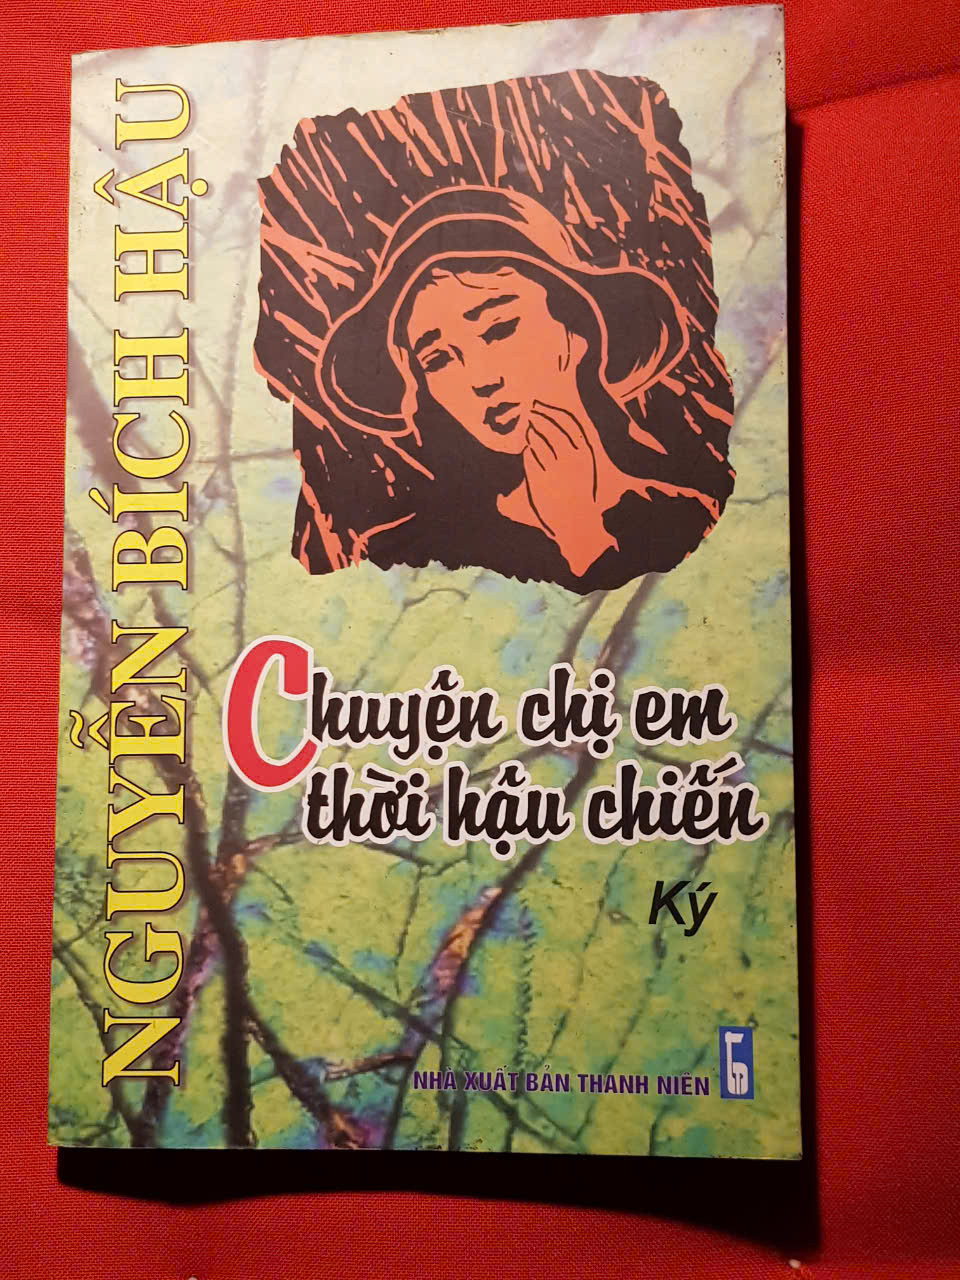 NGUYỄN BÍCH HẬU
Chuyện chị em
thời hậu chiến
Ký
NHÀ XUẤT BẢN THANH NIÊN